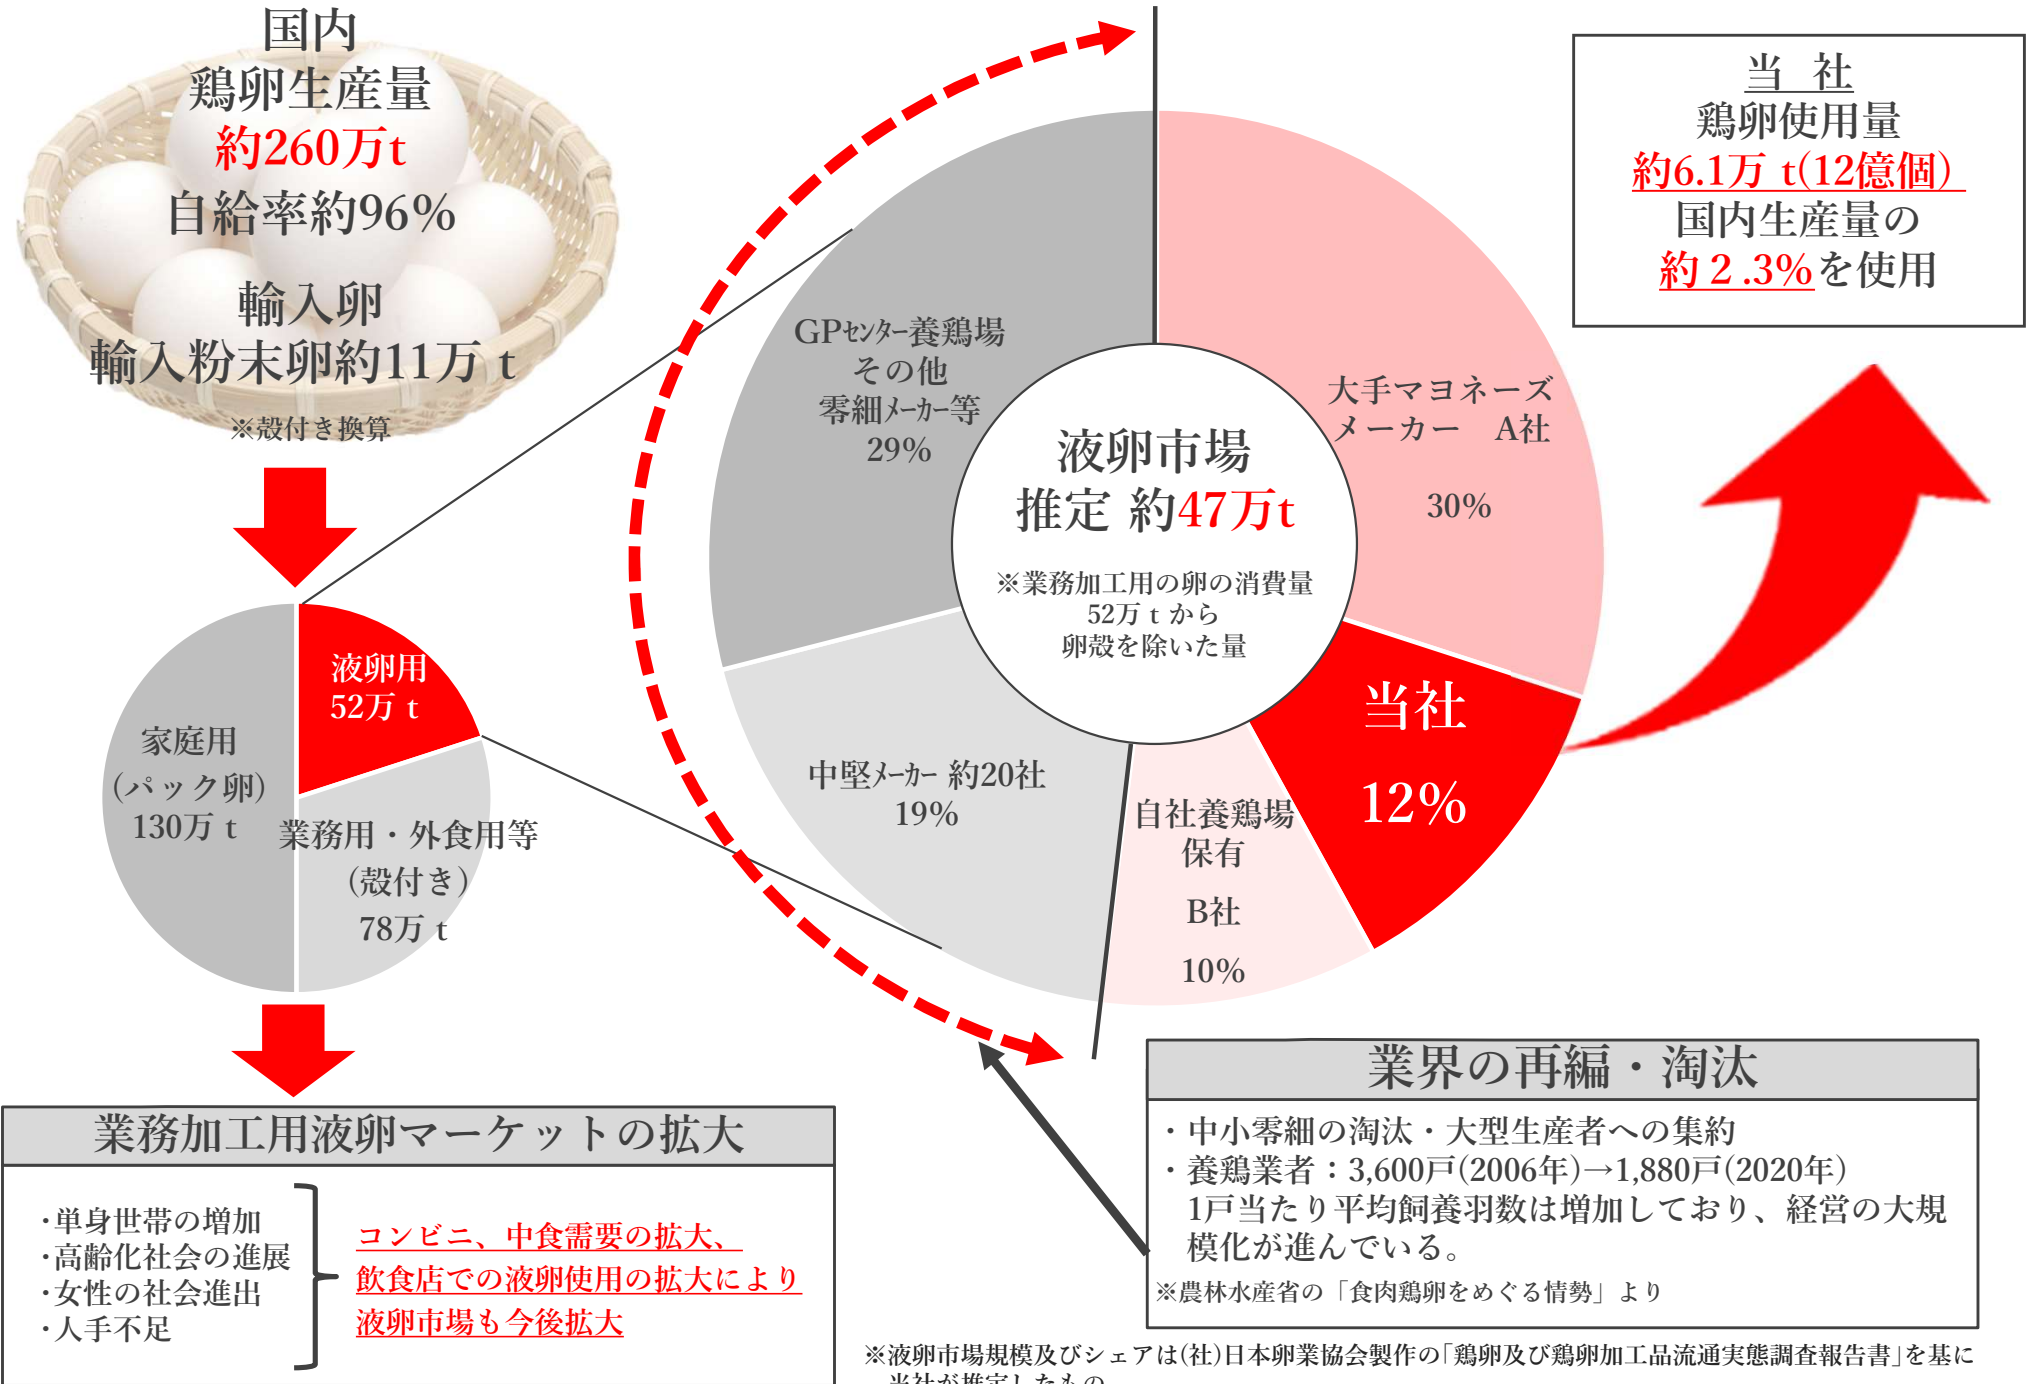 国内
鶏卵生産量
約260万t
自給率約96%
輸入卵
輸入粉末卵約11万 t
※殻付き換算
液卵用
52万 t
家庭用
(パック卵)
130万 t
業務用・外食用等
(殻付き)
78万 t
業務加工用液卵マーケットの拡大
・単身世帯の増加
・高齢化社会の進展
・女性の社会進出
・人手不足
コンビニ、中食需要の拡大、
飲食店での液卵使用の拡大により
液卵市場も今後拡大
GPセンター養鶏場
その他
零細メーカー等
29%
大手マヨネーズ
メーカー A社
30%
液卵市場
推定 約47万t
※業務加工用の卵の消費量
52万 t から
卵殻を除いた量
当社
12%
中堅メーカー 約20社
19%
自社養鶏場
保有
B社
10%
当 社
鶏卵使用量
約6.1万 t(12億個)
国内生産量の
約２.3%を使用
業界の再編・淘汰
・中小零細の淘汰・大型生産者への集約
・養鶏業者：3,600戸(2006年)→1,880戸(2020年)
1戸当たり平均飼養羽数は増加しており、経営の大規
模化が進んでいる。
※農林水産省の「食肉鶏卵をめぐる情勢」より
※液卵市場規模及びシェアは(社)日本卵業協会製作の「鶏卵及び鶏卵加工品流通実態調査報告書」を基に
当社が推定したもの